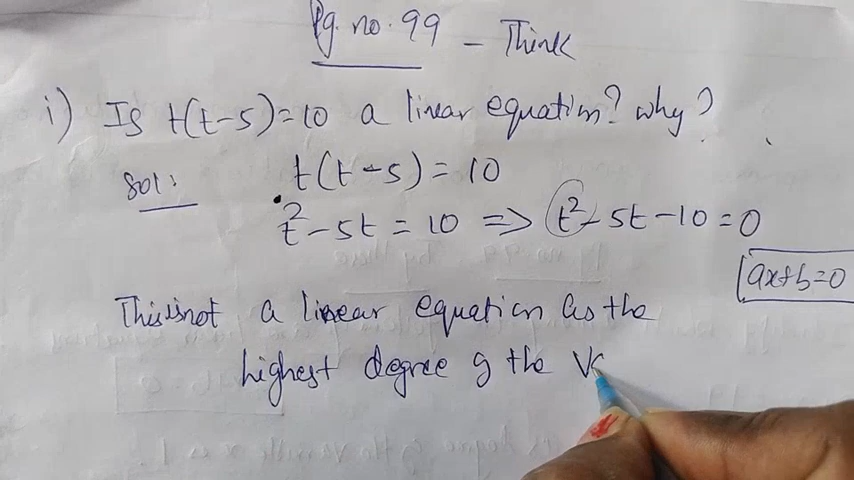 Pg. no. 99 - Think
i) Is t(t-5)=10 a linear equation? why?
Sol: t(t-5)=10
t²-5t=10 => t²-5t-10=0
ax+b=0
This is not a linear equation as the
highest degree of the